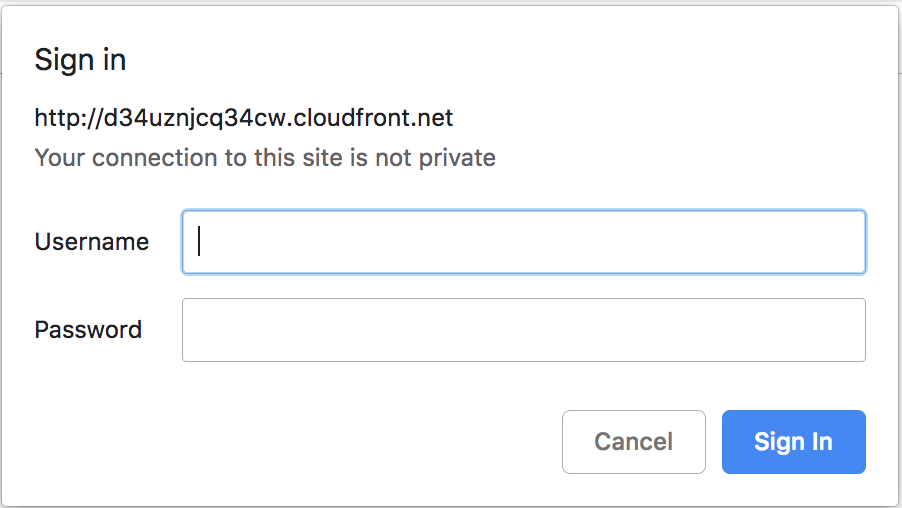 Sign in
http://d34uznjcq34cw.cloudfront.net
Your connection to this site is not private
Username
Password
Cancel
Sign In